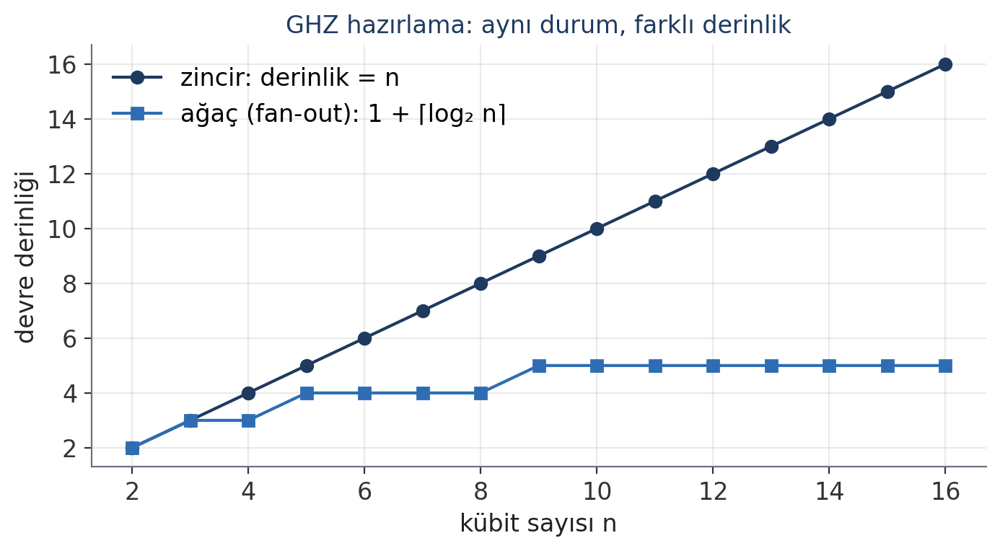 GHZ hazırlama: aynı durum, farklı derinlik
zincir: derinlik = n
ağaç (fan-out): 1 + ⌈log₂ n⌉
devre derinliği
16
14
12
10
8
6
4
2
2 4 6 8 10 12 14 16
kübit sayısı n